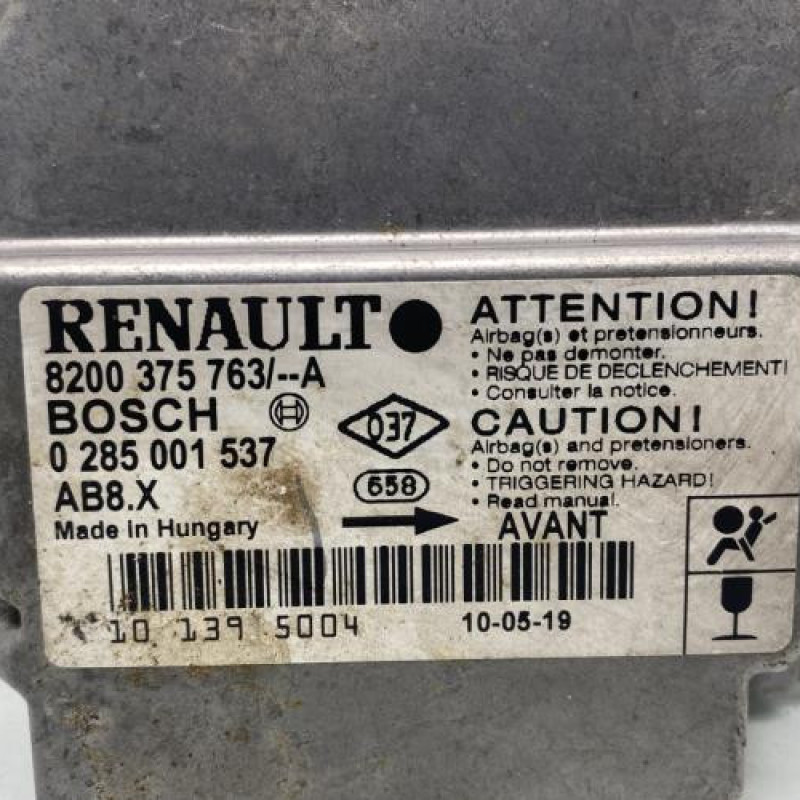 RENAULT
8200 375 763/--A
BOSCH
0 285 001 537
AB8.X
Made in Hungary
037
658
ATTENTION!
Airbag(s) et pretensionneurs.
• Ne pas demonter.
• RISQUE DE DECLENCHEMENT!
• Consulter la notice.
CAUTION!
Airbag(s) and pretensioners.
• Do not remove.
• TRIGGERING HAZARD!
• Read manual.
AVANT
10 139 5004
10-05-19